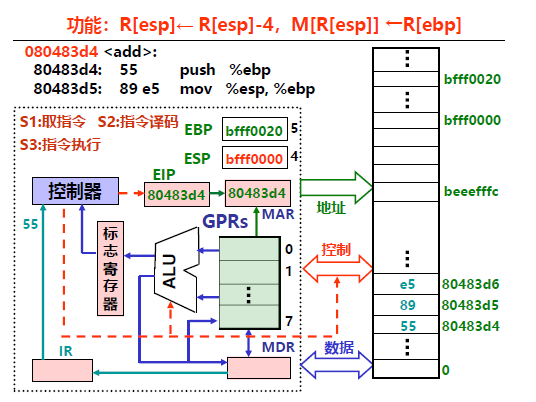 功能：R[esp]← R[esp]-4，M[R[esp]] ←R[ebp]
080483d4 <add>:
80483d4: 55 push %ebp
80483d5: 89 e5 mov %esp, %ebp
S1:取指令 S2:指令译码
S3:指令执行
EBP bfff0020 5
ESP bfff0000 4
EIP
控制器
80483d4
80483d4
MAR
地址
GPRs
55
标志寄存器
ALU
0
1
⋮
7
控制
MDR
数据
IR
⋮
bfff0020
⋮
bfff0000
beeefffc
⋮
e5 80483d6
89 80483d5
55 80483d4
⋮
0